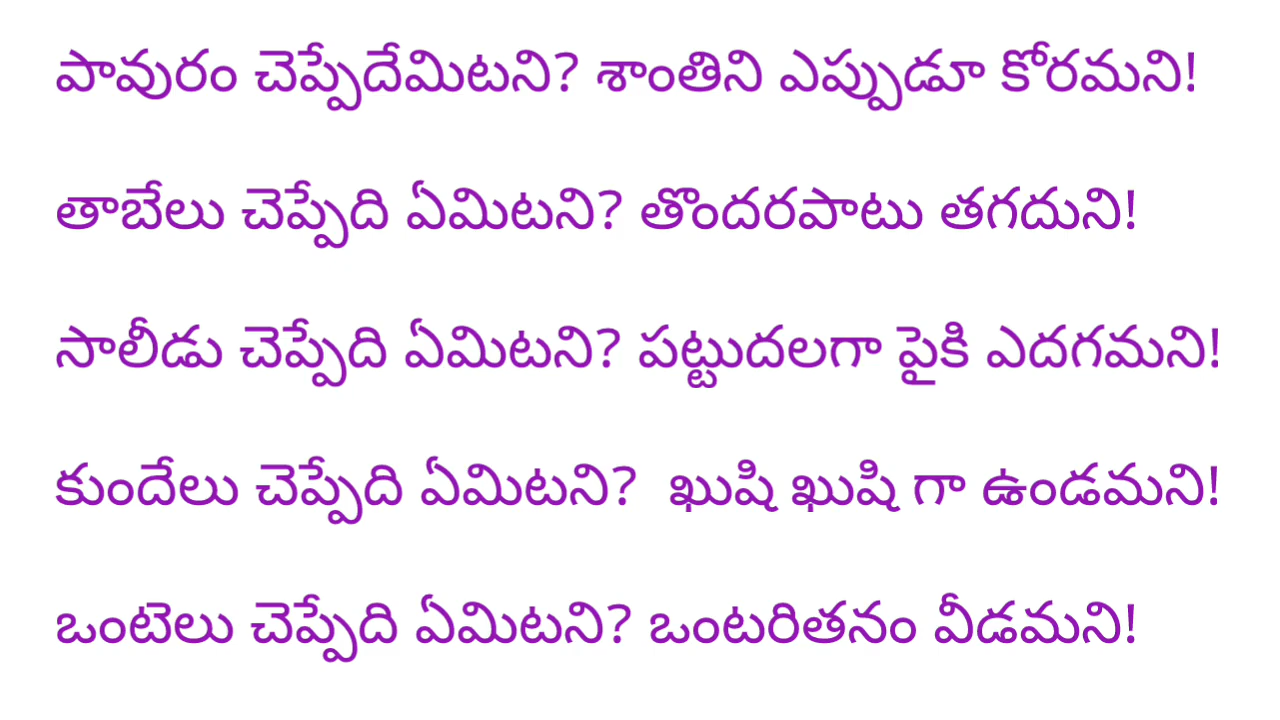 పావురం చెప్పేదేమిటని? శాంతిని ఎప్పుడూ కోరమని!
తాబేలు చెప్పేది ఏమిటని? తొందరపాటు తగదుని!
సాలీడు చెప్పేది ఏమిటని? పట్టుదలగా పైకి ఎదగమని!
కుందేలు చెప్పేది ఏమిటని? ఖుషి ఖుషి గా ఉండమని!
ఒంటెలు చెప్పేది ఏమిటని? ఒంటరితనం వీడమని!